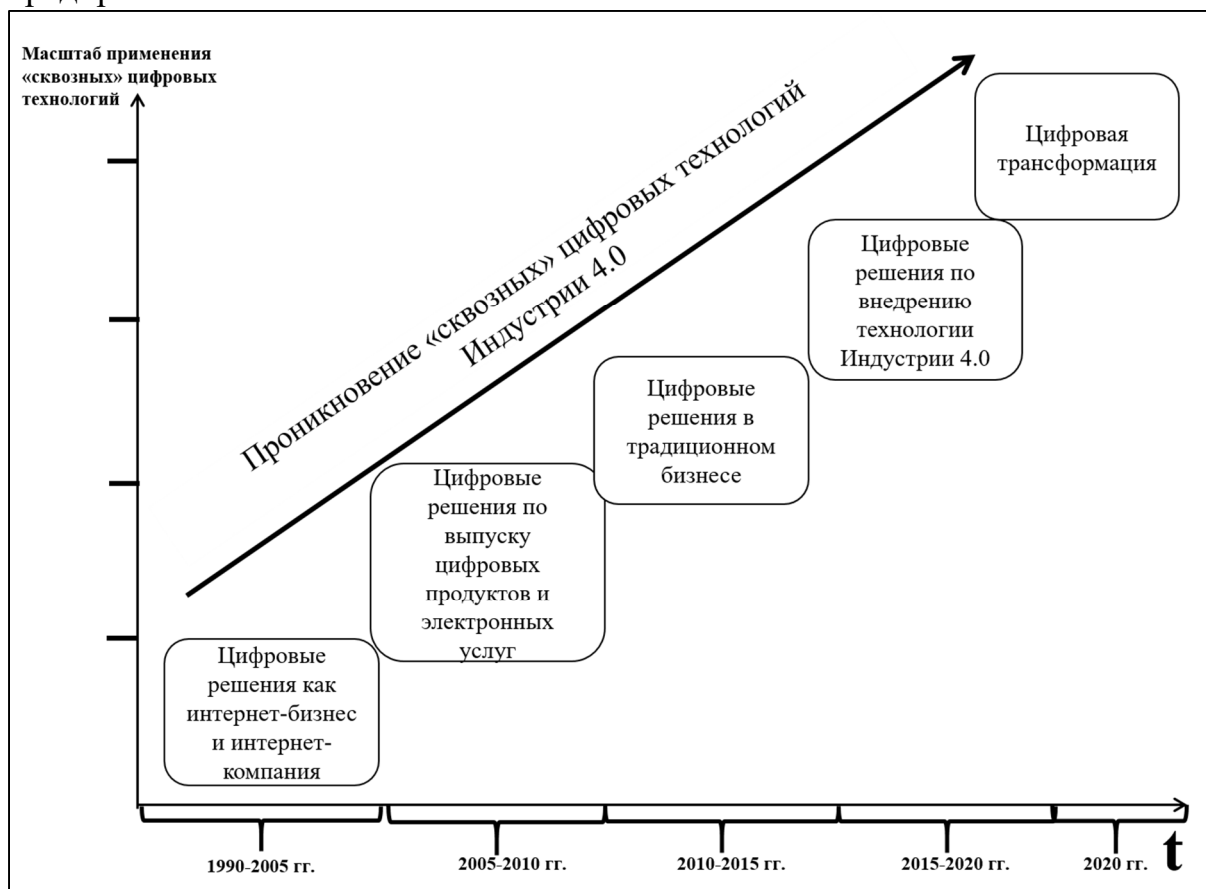 Масштаб применения
«сквозных» цифровых
технологий
Проникновение «сквозных» цифровых технологий
Индустрии 4.0
Цифровая
трансформация
Цифровые
решения по
внедрению
технологии
Индустрии 4.0
Цифровые
решения в
традиционном
бизнесе
Цифровые
решения по
выпуску
цифровых
продуктов и
электронных
услуг
Цифровые
решения как
интернет-бизнес
и интернет-
компания
1990-2005 гг.
2005-2010 гг.
2010-2015 гг.
2015-2020 гг.
2020 гг.
t